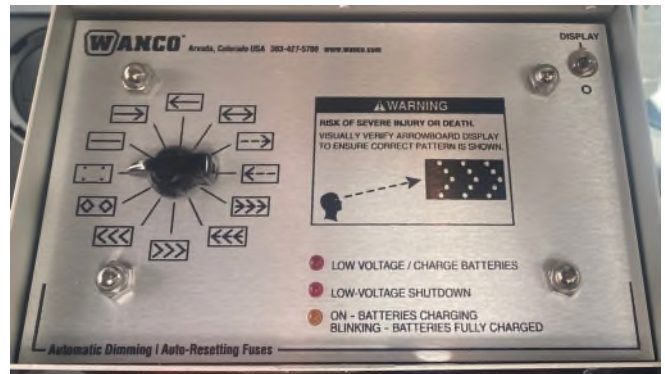 WANCO Arvada, Colorado USA 303-427-5700 www.wanco.com
DISPLAY
O
WARNING
RISK OF SEVERE INJURY OR DEATH.
VISUALLY VERIFY ARROWBOARD DISPLAY
TO ENSURE CORRECT PATTERN IS SHOWN.
LOW VOLTAGE / CHARGE BATTERIES
LOW-VOLTAGE SHUTDOWN
ON - BATTERIES CHARGING
BLINKING - BATTERIES FULLY CHARGED
Automatic Dimming | Auto-Resetting Fuses